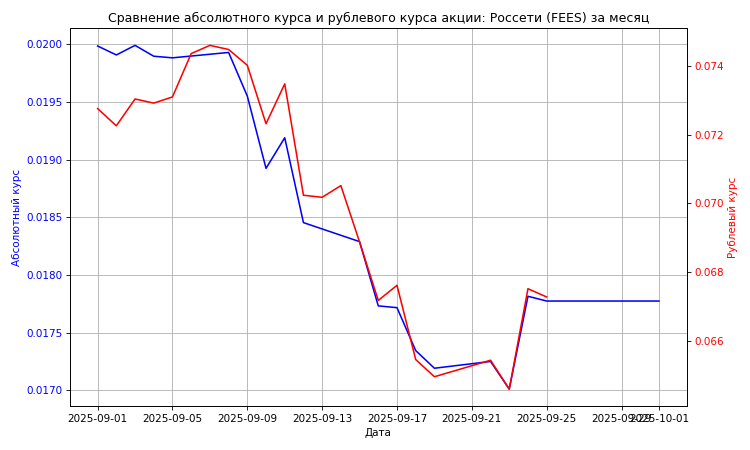 Сравнение абсолютного курса и рублевого курса акции: Россети (FEES) за месяц
0.0200
0.0195
0.0190
0.0185
0.0180
0.0175
0.0170
Абсолютный курс
0.074
0.072
0.070
0.068
0.066
Рублевый курс
2025-09-01 2025-09-05 2025-09-09 2025-09-13 2025-09-17 2025-09-21 2025-09-25 2025-09-29 2025-10-01
Дата